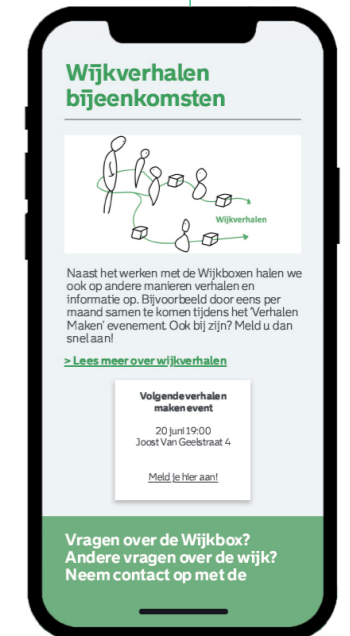 Wijkverhalen
bijeenkomsten
Wijkverhalen
Naast het werken met de Wijkboxen halen we
ook op andere manieren verhalen en
informatie op. Bijvoorbeeld door eens per
maand samen te komen tijdens het ‘Verhalen
Maken’ evenement. Ook bij zijn? Meld u dan
snel aan!
> Lees meer over wijkverhalen
Volgende verhalen
maken event
20 juni 19:00
Joost Van Geelstraat 4
Meld je hier aan!
Vragen over de Wijkbox?
Andere vragen over de wijk?
Neem contact op met de